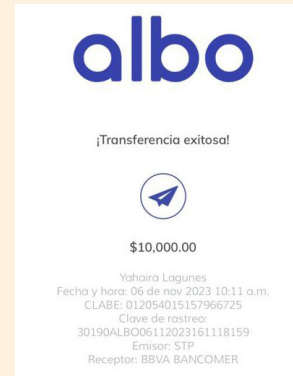 albo
¡Transferencia exitosa!
$10,000.00
Yahaira Lagunes
Fecha y hora: 06 de nov 2023 10:11 a.m.
CLABE: 012054015157966725
Clave de rastreo:
30190ALBO06112023161118159
Emisor: STP
Receptor: BBVA BANCOMER